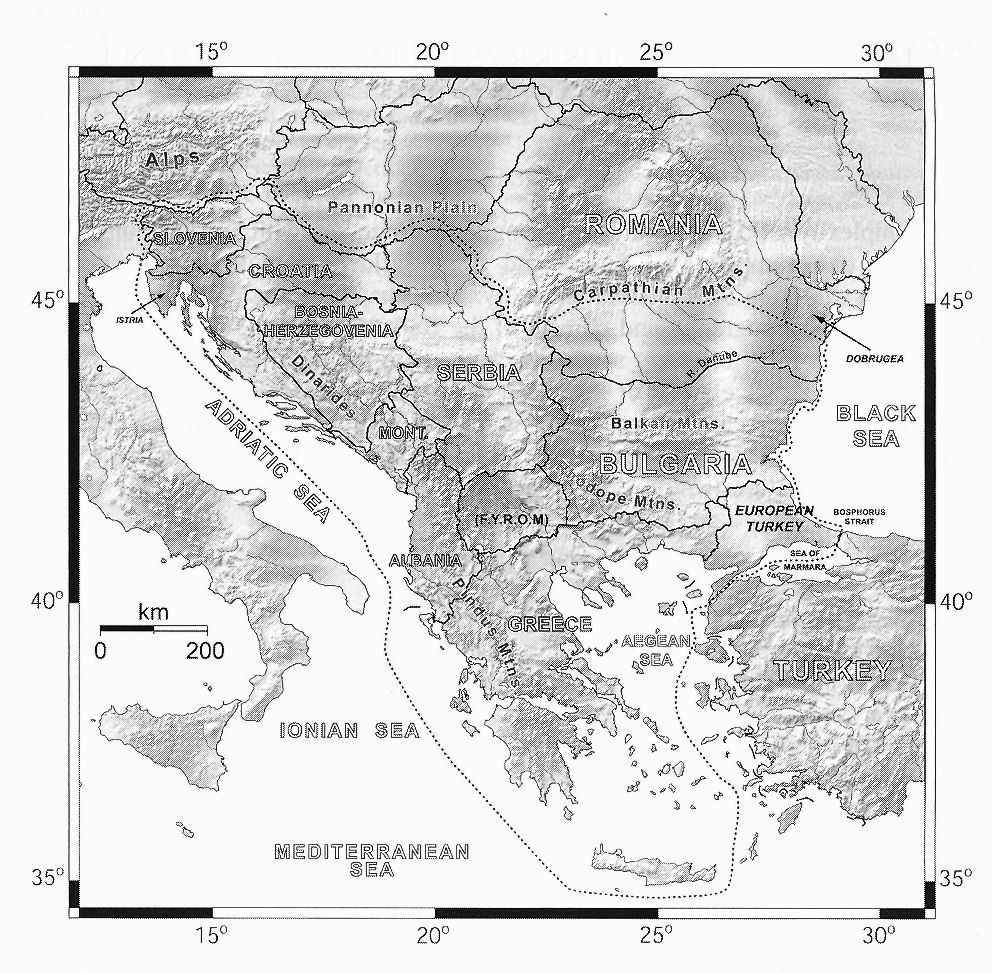 15° 20° 25° 30°
Alps
Pannonian Plain
ROMANIA
SLOVENIA
CROATIA
Carpathian Mtns.
45° 45°
ISTRIA
BOSNIA-
HERZEGOVENIA
DOBRUGEA
R. Danube
Dinarides
SERBIA
ADRIATIC SEA
BLACK
SEA
Balkan Mtns.
MONT.
BULGARIA
odope Mtns.
EUROPEAN
TURKEY
BOSPHORUS
STRAIT
(F.Y.R.O.M)
SEA OF
MARMARA
ALBANIA
40° 40°
km
0 200
Pindus Mtns
GREECE
AEGEAN
SEA
TURKEY
IONIAN SEA
MEDITERRANEAN
SEA
35° 35°
15° 20° 25° 30°